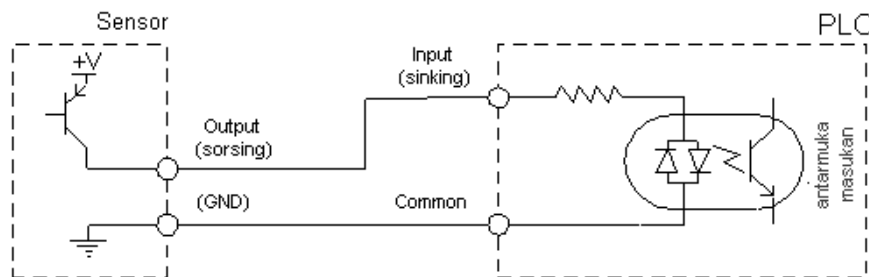 Sensor
PLC
+V
Input
(sinking)
Output
(sorsing)
(GND)
Common
antarmuka
masukan